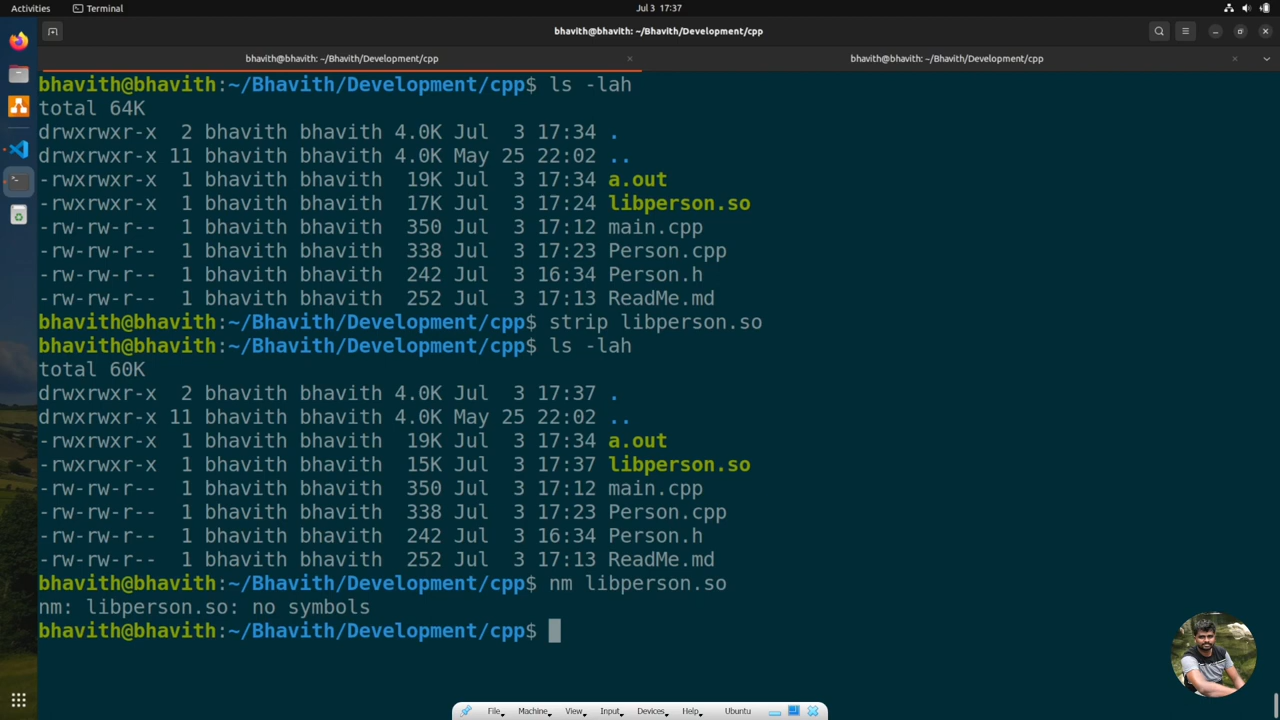 Activities Terminal Jul 3 17:37
bhavith@bhavith: ~/Bhavith/Development/cpp
bhavith@bhavith: ~/Bhavith/Development/cpp bhavith@bhavith: ~/Bhavith/Development/cpp
bhavith@bhavith:~/Bhavith/Development/cpp$ ls -lah
total 64K
drwxrwxr-x 2 bhavith bhavith 4.0K Jul 3 17:34 .
drwxrwxr-x 11 bhavith bhavith 4.0K May 25 22:02 ..
-rwxrwxr-x 1 bhavith bhavith 19K Jul 3 17:34 a.out
-rwxrwxr-x 1 bhavith bhavith 17K Jul 3 17:24 libperson.so
-rw-rw-r-- 1 bhavith bhavith 350 Jul 3 17:12 main.cpp
-rw-rw-r-- 1 bhavith bhavith 338 Jul 3 17:23 Person.cpp
-rw-rw-r-- 1 bhavith bhavith 242 Jul 3 16:34 Person.h
-rw-rw-r-- 1 bhavith bhavith 252 Jul 3 17:13 ReadMe.md
bhavith@bhavith:~/Bhavith/Development/cpp$ strip libperson.so
bhavith@bhavith:~/Bhavith/Development/cpp$ ls -lah
total 60K
drwxrwxr-x 2 bhavith bhavith 4.0K Jul 3 17:37 .
drwxrwxr-x 11 bhavith bhavith 4.0K May 25 22:02 ..
-rwxrwxr-x 1 bhavith bhavith 19K Jul 3 17:34 a.out
-rwxrwxr-x 1 bhavith bhavith 15K Jul 3 17:37 libperson.so
-rw-rw-r-- 1 bhavith bhavith 350 Jul 3 17:12 main.cpp
-rw-rw-r-- 1 bhavith bhavith 338 Jul 3 17:23 Person.cpp
-rw-rw-r-- 1 bhavith bhavith 242 Jul 3 16:34 Person.h
-rw-rw-r-- 1 bhavith bhavith 252 Jul 3 17:13 ReadMe.md
bhavith@bhavith:~/Bhavith/Development/cpp$ nm libperson.so
nm: libperson.so: no symbols
bhavith@bhavith:~/Bhavith/Development/cpp$
File Machine View Input Devices Help Ubuntu